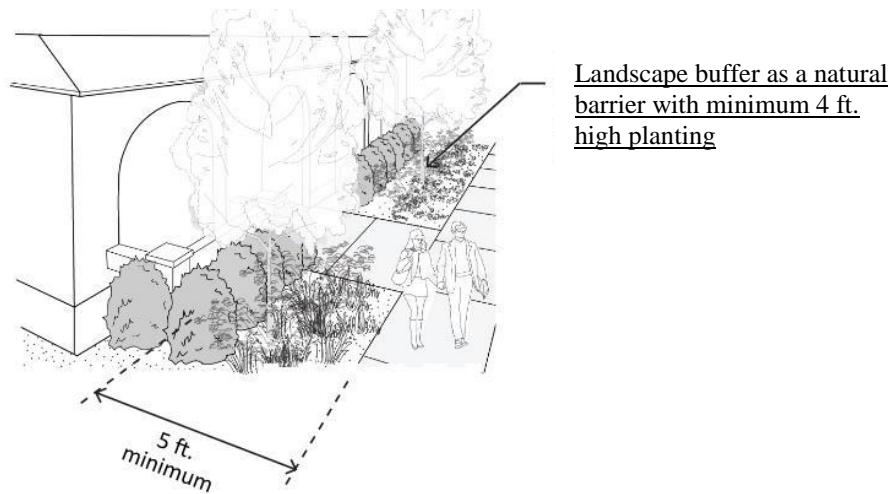 Landscape buffer as a natural
barrier with minimum 4 ft.
high planting
5 ft.
minimum